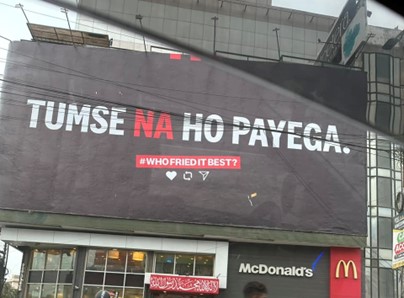 TUMSE NA HO PAYEGA.
#WHOFRIEDITBEST?
McDonald's